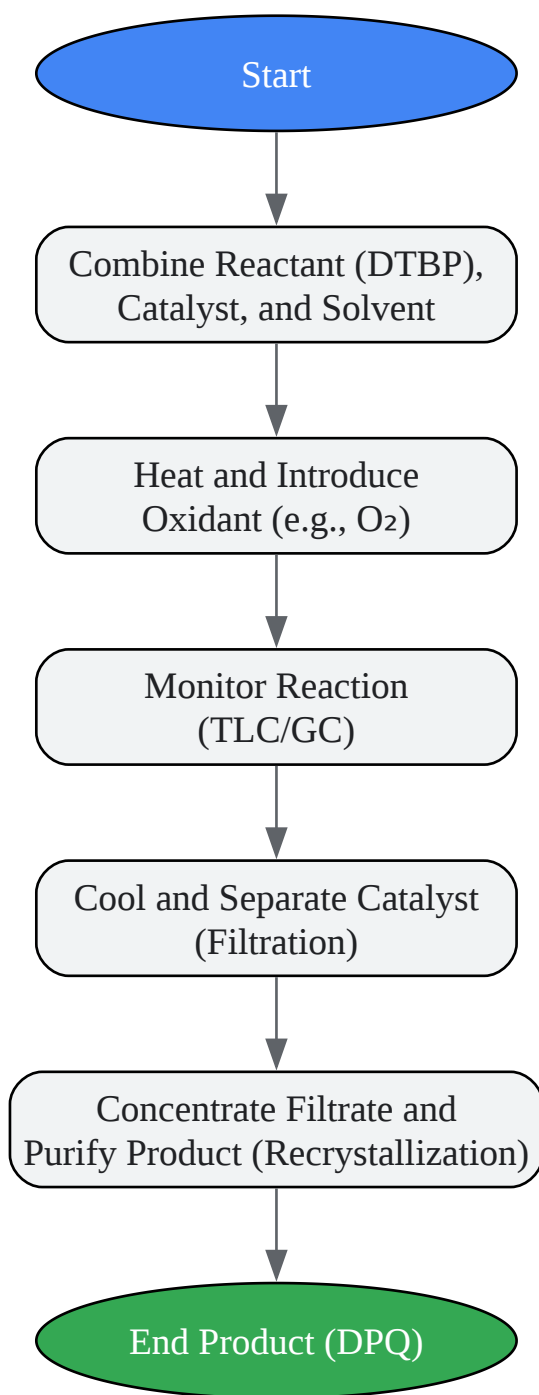 Start
Combine Reactant (DTBP),
Catalyst, and Solvent
Heat and Introduce
Oxidant (e.g., O₂)
Monitor Reaction
(TLC/GC)
Cool and Separate Catalyst
(Filtration)
Concentrate Filtrate and
Purify Product (Recrystallization)
End Product (DPQ)